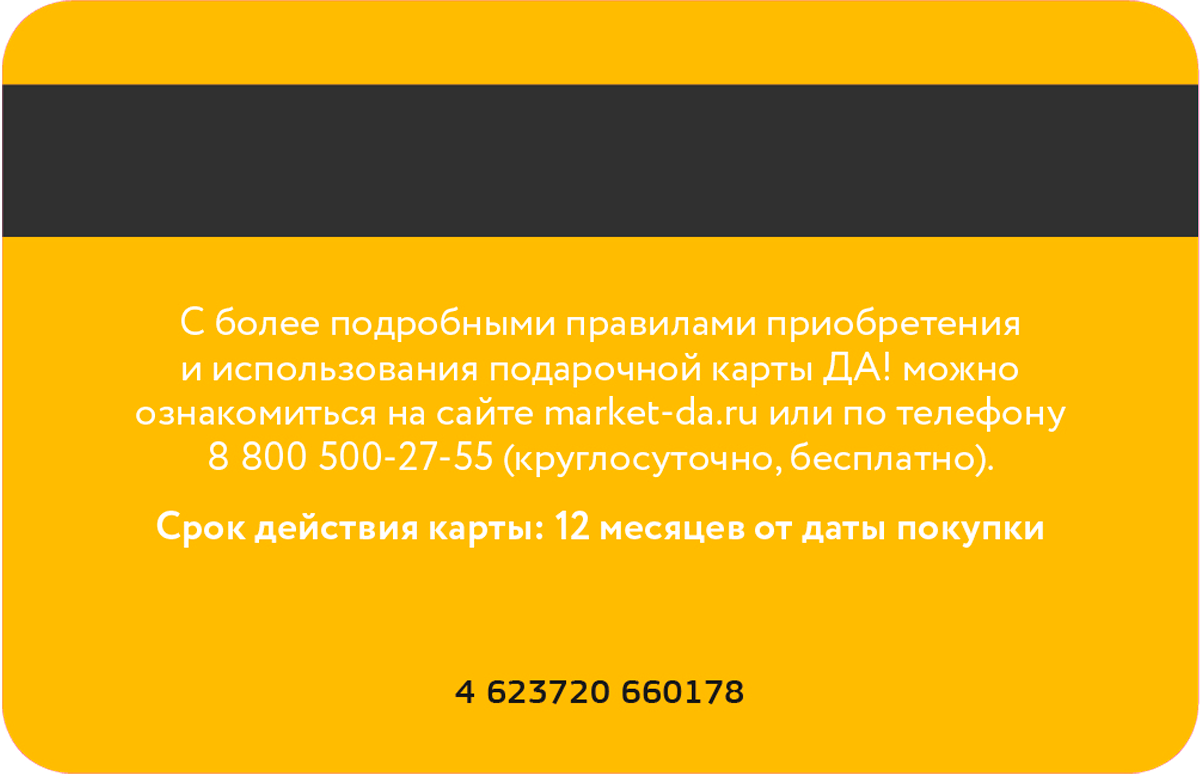 С более подробными правилами приобретения
и использования подарочной карты ДА! можно
ознакомиться на сайте market-da.ru или по телефону
8 800 500-27-55 (круглосуточно, бесплатно).
Срок действия карты: 12 месяцев от даты покупки
4 623720 660178